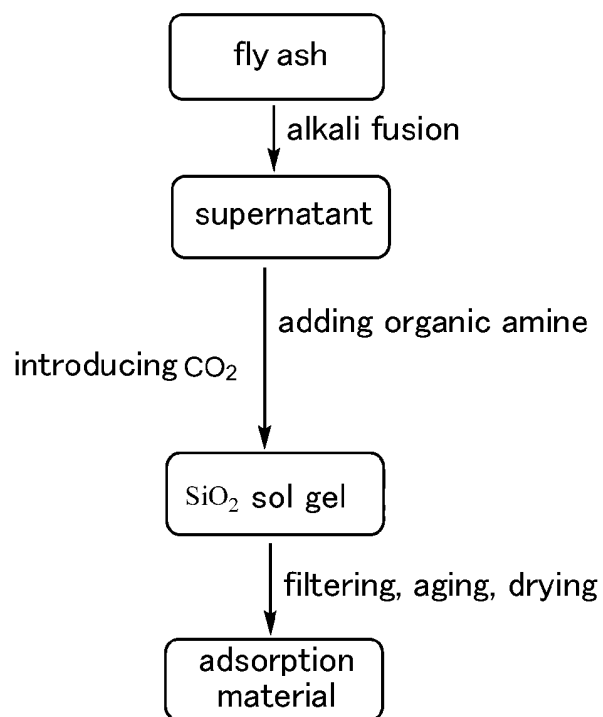 fly ash
alkali fusion
supernatant
adding organic amine
introducing CO₂
SiO₂ sol gel
filtering, aging, drying
adsorption
material